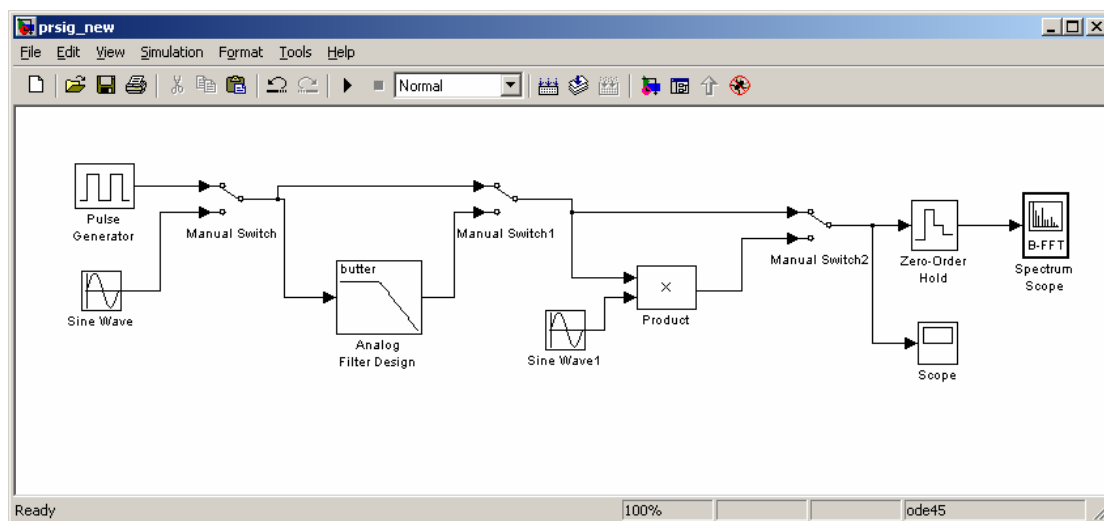 prsig_new
File Edit View Simulation Format Tools Help
Normal
Pulse
Generator
Manual Switch
Sine Wave
butter
Analog
Filter Design
Manual Switch1
Sine Wave1
×
Product
Manual Switch2
Zero-Order
Hold
B-FFT
Spectrum
Scope
Scope
Ready 100% ode45